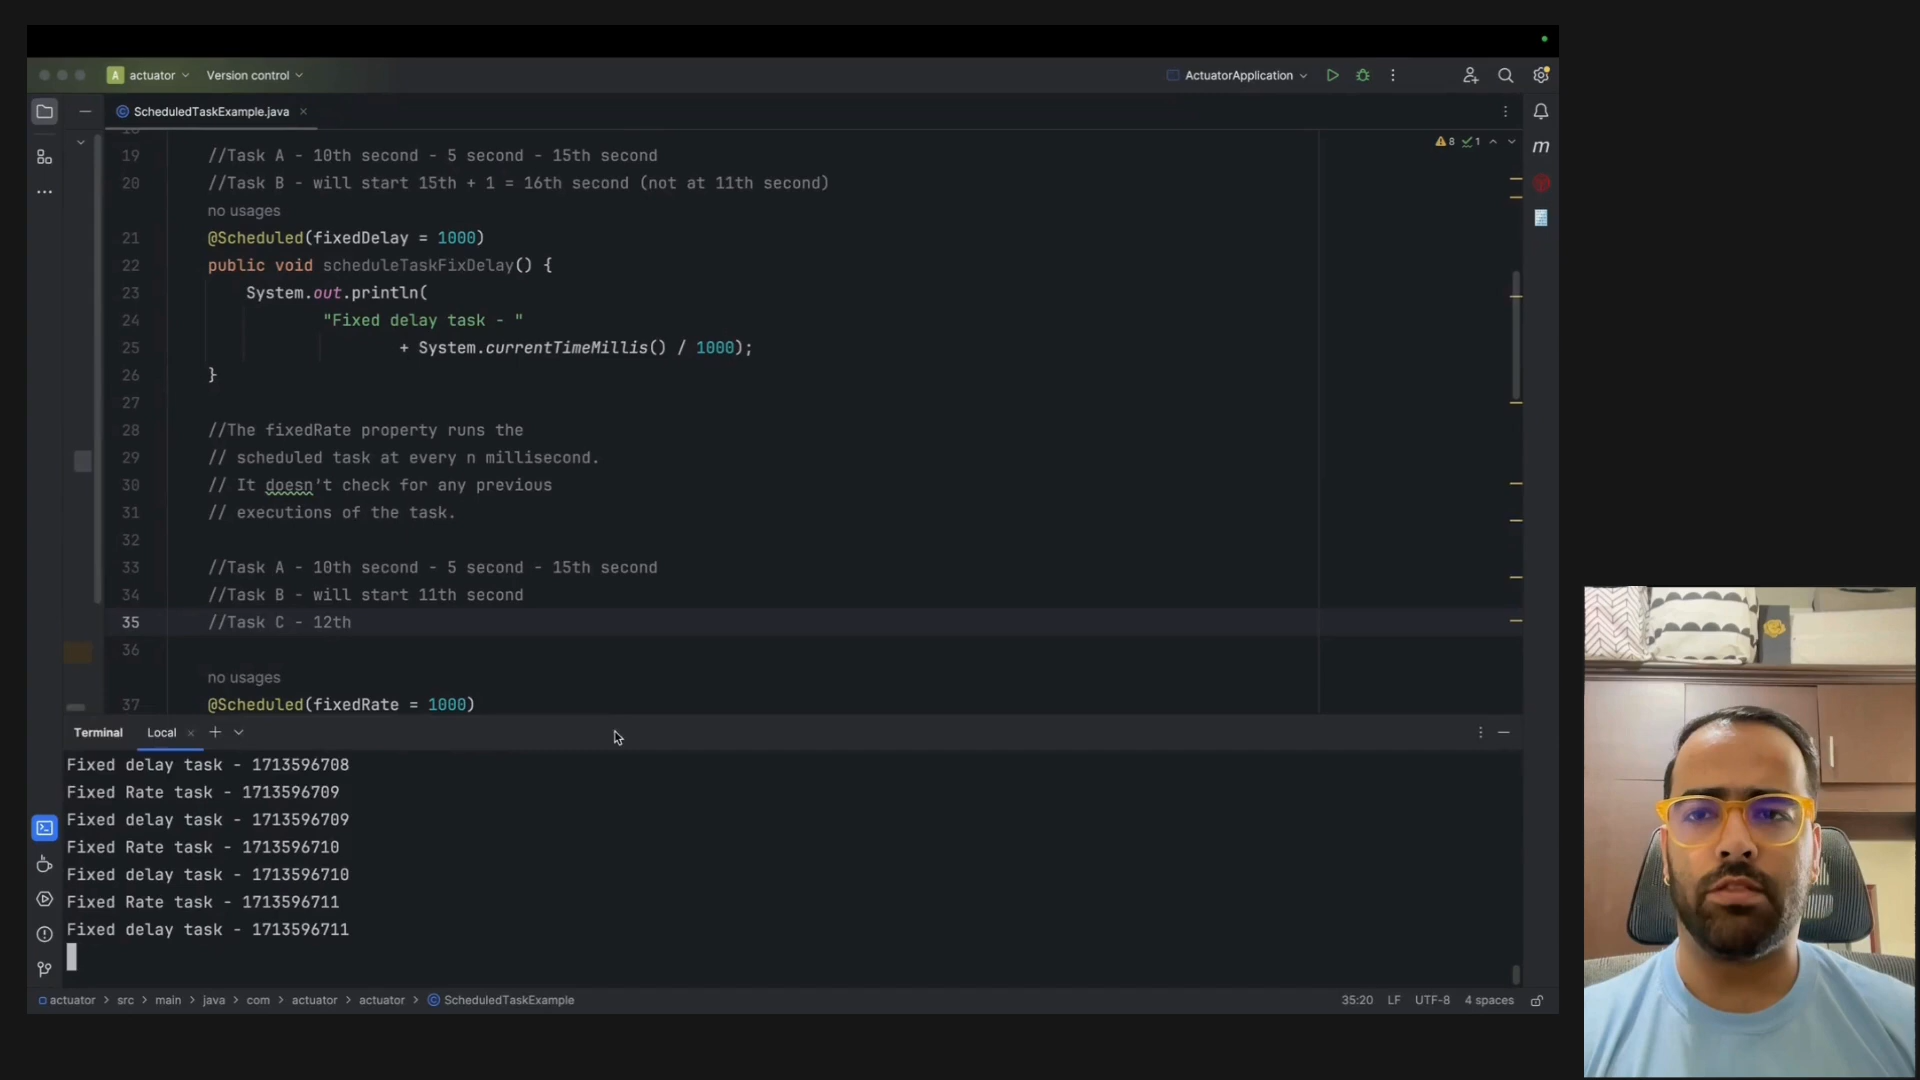 A actuator Version control ActuatorApplication
ScheduledTaskExample.java
19 //Task A - 10th second - 5 second - 15th second
8 1
20 //Task B - will start 15th + 1 = 16th second (not at 11th second)
no usages
21 @Scheduled(fixedDelay = 1000)
22 public void scheduleTaskFixDelay() {
23 System.out.println(
24 "Fixed delay task - "
25 + System.currentTimeMillis() / 1000);
26 }
27
28 //The fixedRate property runs the
29 // scheduled task at every n millisecond.
30 // It doesn't check for any previous
31 // executions of the task.
32
33 //Task A - 10th second - 5 second - 15th second
34 //Task B - will start 11th second
35 //Task C - 12th
36
no usages
37 @Scheduled(fixedRate = 1000)
Terminal Local
Fixed delay task - 1713596708
Fixed Rate task - 1713596709
Fixed delay task - 1713596709
Fixed Rate task - 1713596710
Fixed delay task - 1713596710
Fixed Rate task - 1713596711
Fixed delay task - 1713596711
actuator > src > main > java > com > actuator > actuator > ScheduledTaskExample 35:20 LF UTF-8 4 spaces
m